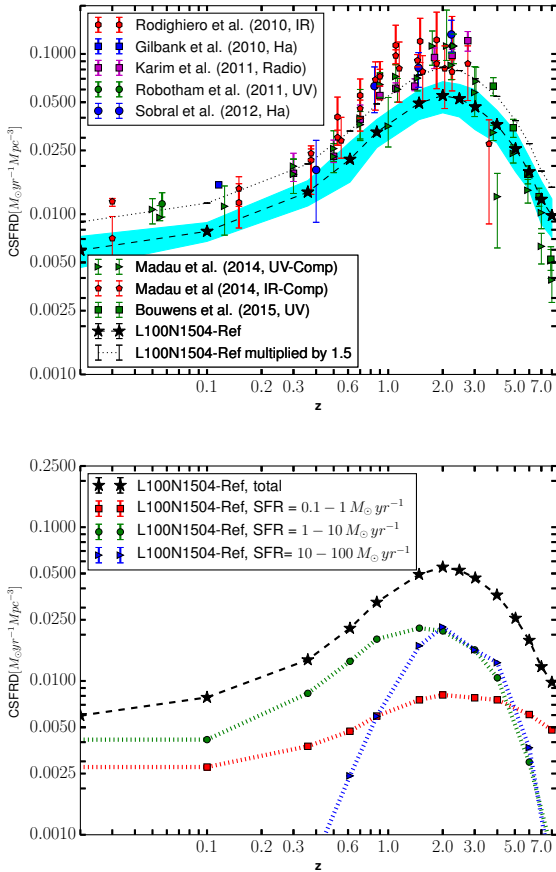 0.1000
0.0500
0.0250
0.0100
0.0050
0.0025
0.0010
CSFRD[M⊙yr⁻¹Mpc⁻³]
Rodighiero et al. (2010, IR)
Gilbank et al. (2010, Ha)
Karim et al. (2011, Radio)
Robotham et al. (2011, UV)
Sobral et al. (2012, Ha)
Madau et al. (2014, UV-Comp)
Madau et al (2014, IR-Comp)
Bouwens et al. (2015, UV)
L100N1504-Ref
L100N1504-Ref multiplied by 1.5
0.1 0.2 0.3 0.6 1.0 2.0 3.0 5.0 7.0
z
0.2500
0.1000
0.0500
0.0250
0.0100
0.0050
0.0025
0.0010
CSFRD[M⊙yr⁻¹Mpc⁻³]
L100N1504-Ref, total
L100N1504-Ref, SFR = 0.1 − 1 M⊙ yr⁻¹
L100N1504-Ref, SFR = 1 − 10 M⊙ yr⁻¹
L100N1504-Ref, SFR= 10 − 100 M⊙ yr⁻¹
0.1 0.2 0.3 0.6 1.0 2.0 3.0 5.0 7.0
z